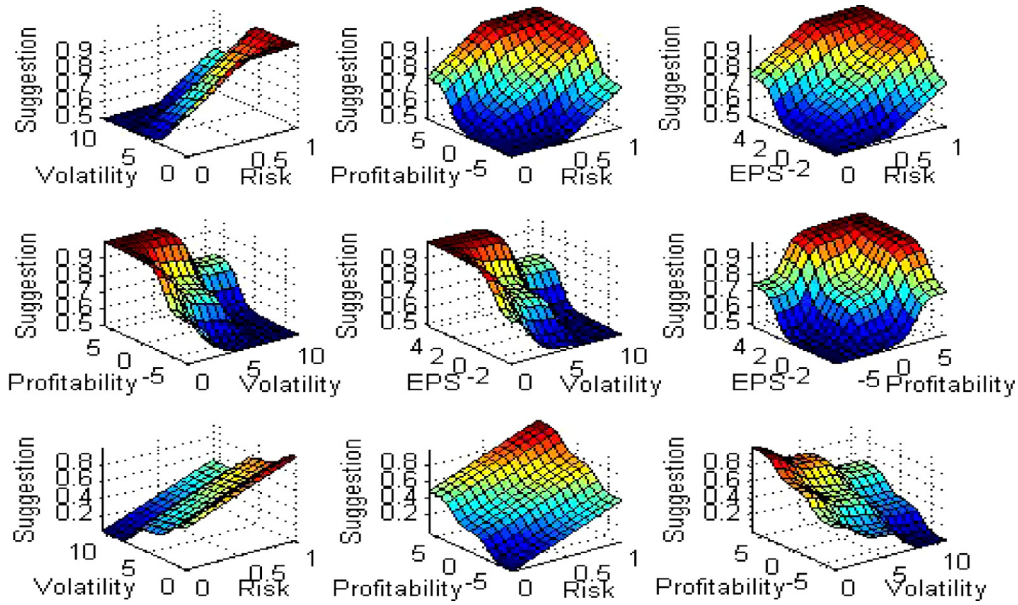 Suggestion 0.9 0.8 0.7 0.6 0.5 10 5 0 Volatility 0 0.5 1 Risk
Suggestion 0.9 0.8 0.7 0.6 0.5 5 0 -5 Profitability 0 0.5 1 Risk
Suggestion 0.9 0.8 0.7 0.6 0.5 4 2 0 -2 EPS 0 0.5 1 Risk
Suggestion 0.9 0.8 0.7 0.6 0.5 5 0 -5 Profitability 0 5 10 Volatility
Suggestion 0.9 0.8 0.7 0.6 0.5 4 2 0 -2 EPS 0 5 10 Volatility
Suggestion 0.9 0.8 0.7 0.6 0.5 4 2 0 -2 EPS -5 0 5 Profitability
Suggestion 0.8 0.6 0.4 0.2 10 5 0 Volatility 0 0.5 1 Risk
Suggestion 0.8 0.6 0.4 0.2 5 0 -5 Profitability 0 0.5 1 Risk
Suggestion 0.8 0.6 0.4 0.2 5 0 -5 Profitability 0 5 10 Volatility